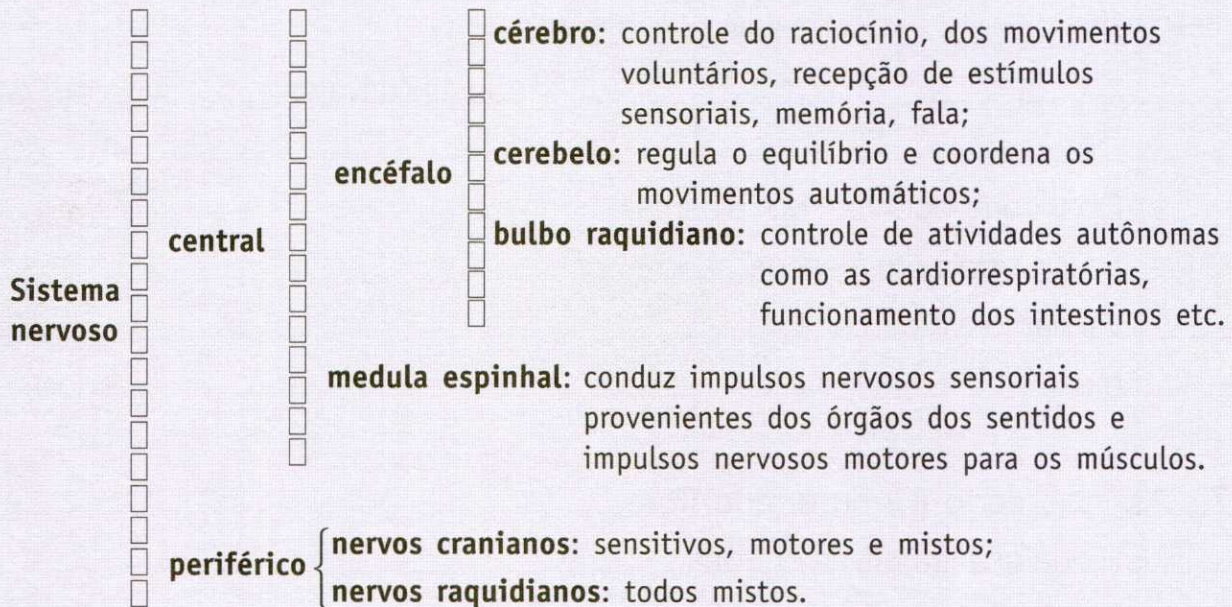 cérebro: controle do raciocínio, dos movimentos
voluntários, recepção de estímulos
sensoriais, memória, fala;
encéfalo
cerebelo: regula o equilíbrio e coordena os
movimentos automáticos;
central
bulbo raquidiano: controle de atividades autônomas
como as cardiorrespiratórias,
funcionamento dos intestinos etc.
Sistema
nervoso
medula espinhal: conduz impulsos nervosos sensoriais
provenientes dos órgãos dos sentidos e
impulsos nervosos motores para os músculos.
periférico
nervos cranianos: sensitivos, motores e mistos;
nervos raquidianos: todos mistos.